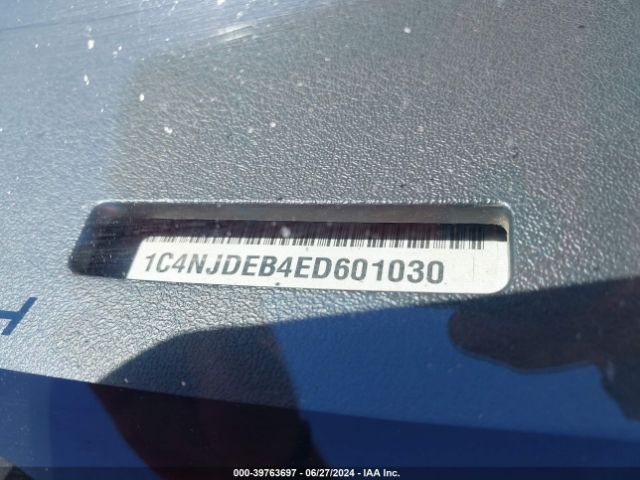 1C4NJDEB4ED601030
H
000-39763697 - 06/27/2024 - IAA Inc.